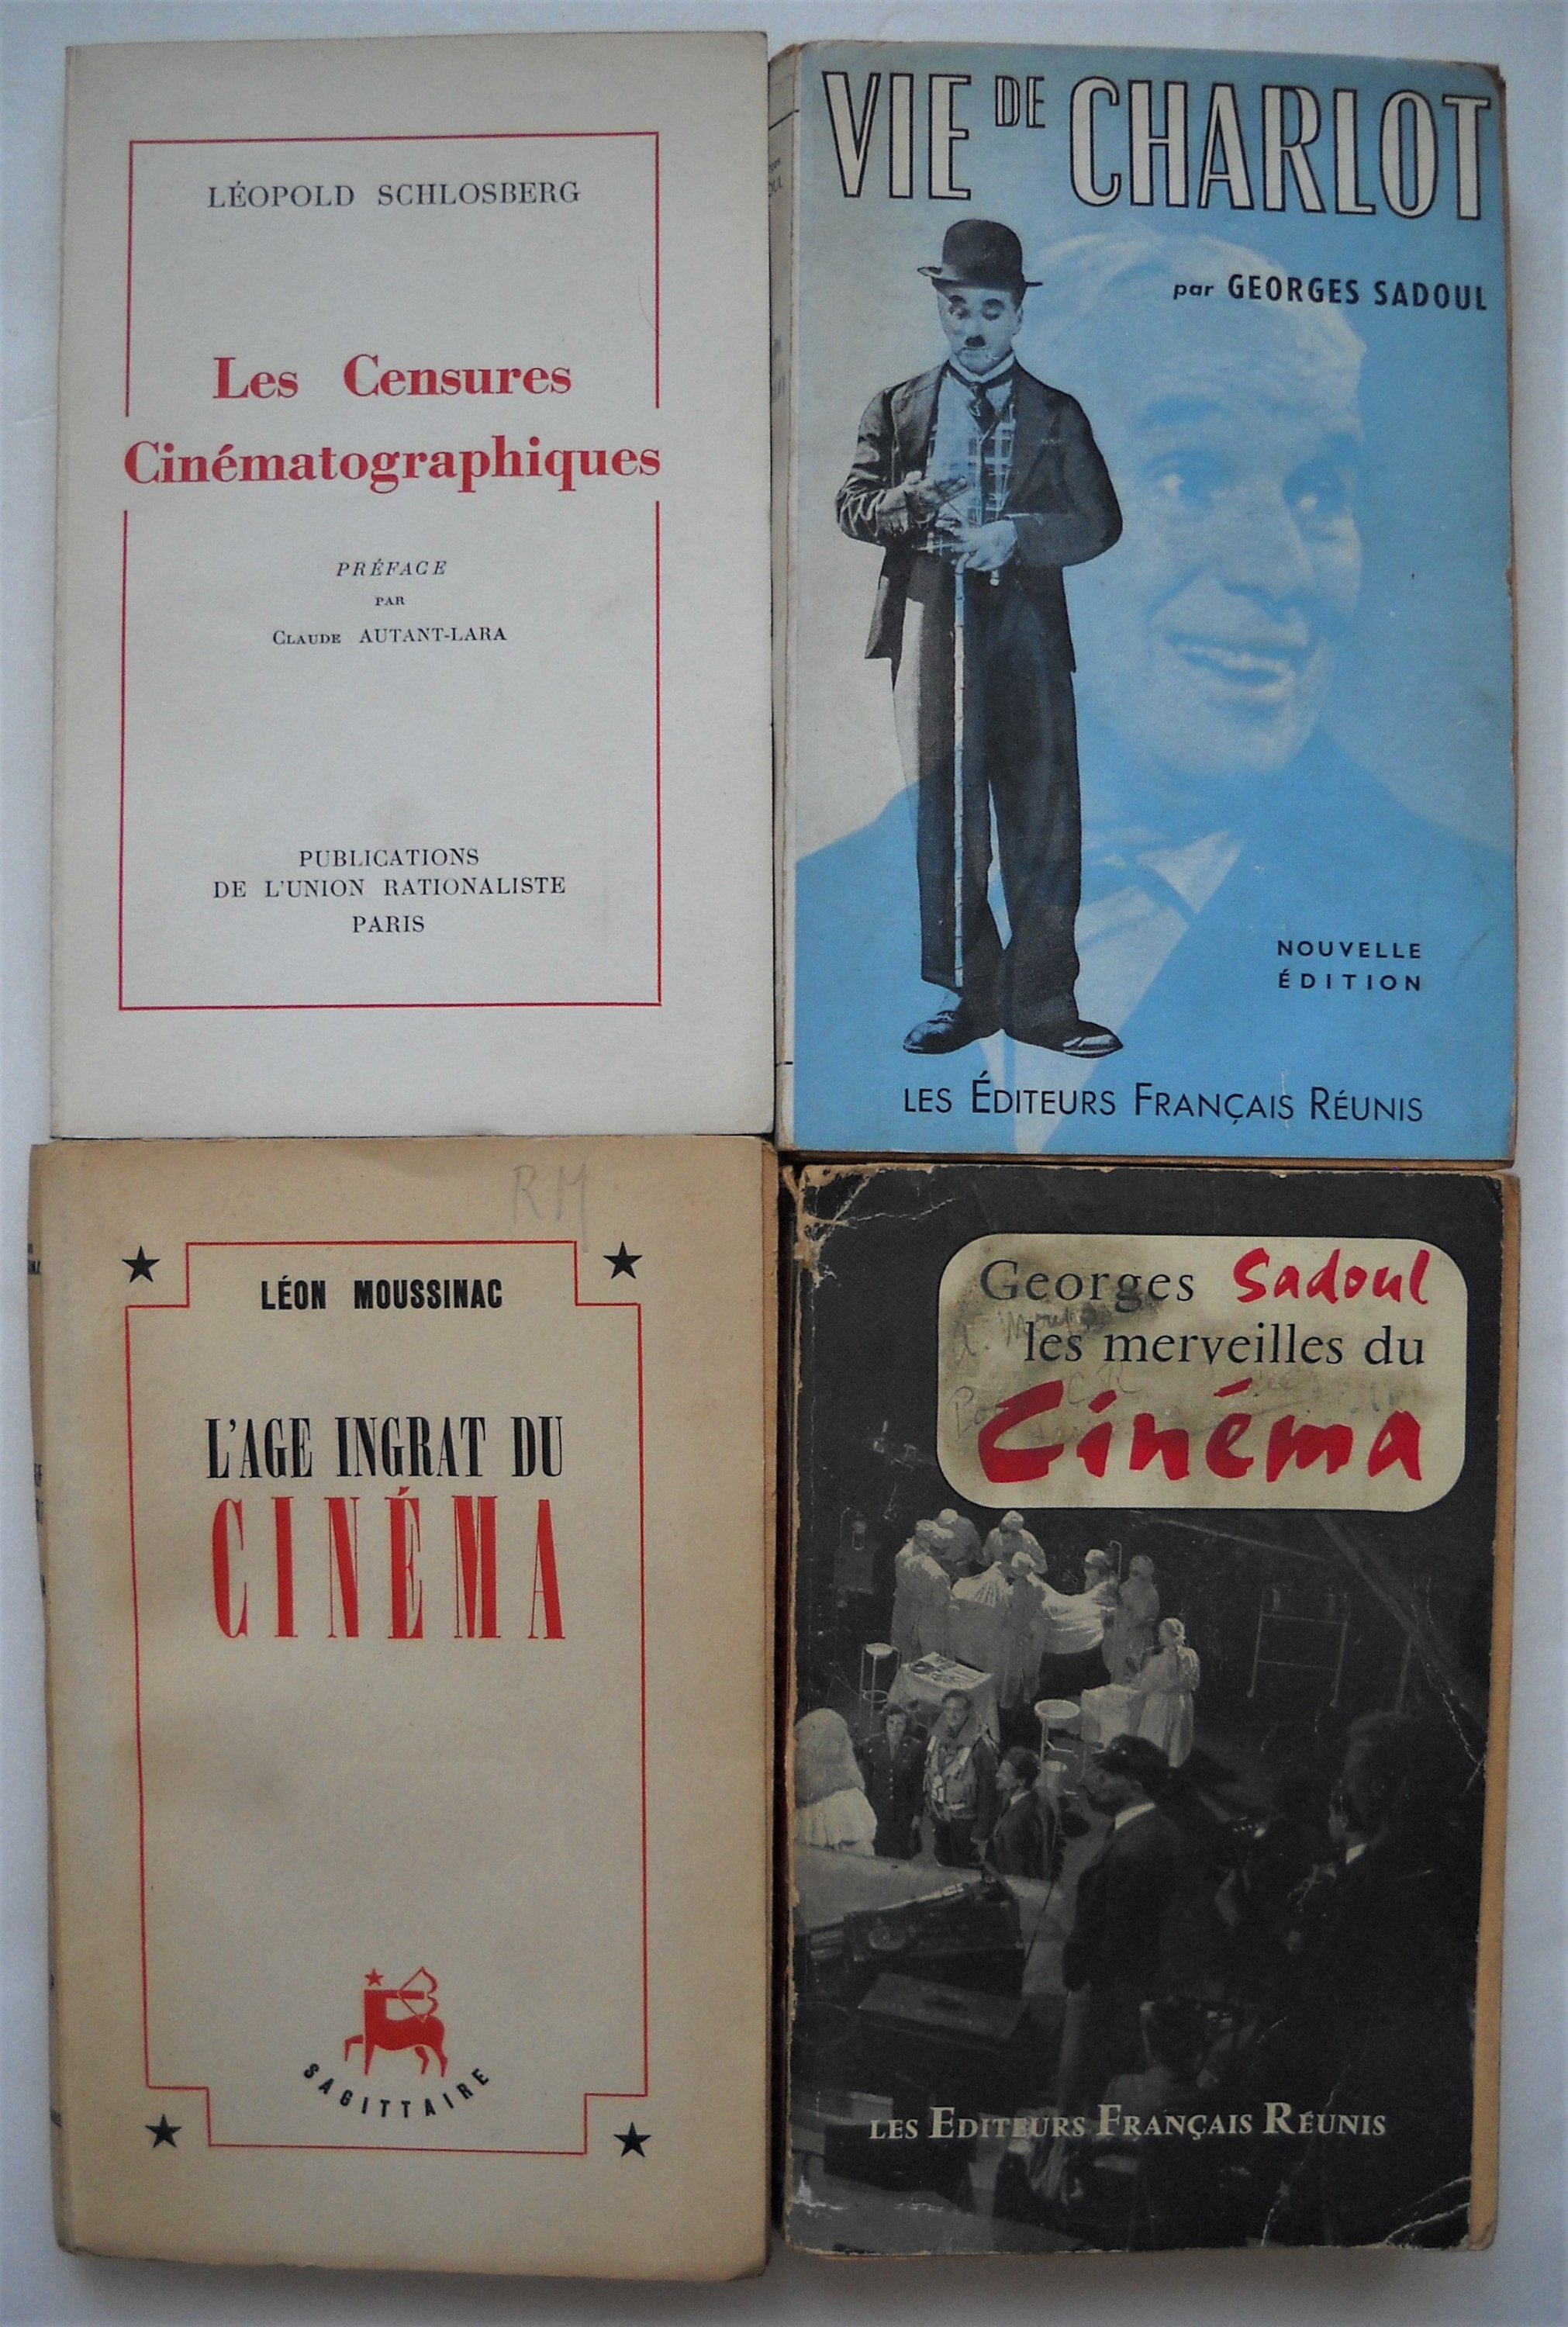 LÉOPOLD SCHLOSBERG
Les Censures
Cinématographiques
PRÉFACE
PAR
CLAUDE AUTANT-LARA
PUBLICATIONS
DE L'UNION RATIONALISTE
PARIS
VIE DE CHARLOT
par GEORGES SADOUL
NOUVELLE
ÉDITION
LES ÉDITEURS FRANÇAIS RÉUNIS
RM
LÉON MOUSSINAC
L'AGE INGRAT DU
CINÉMA
SAGITTAIRE
Georges Sadoul
les merveilles du
Cinéma
LES EDITEURS FRANÇAIS RÉUNIS